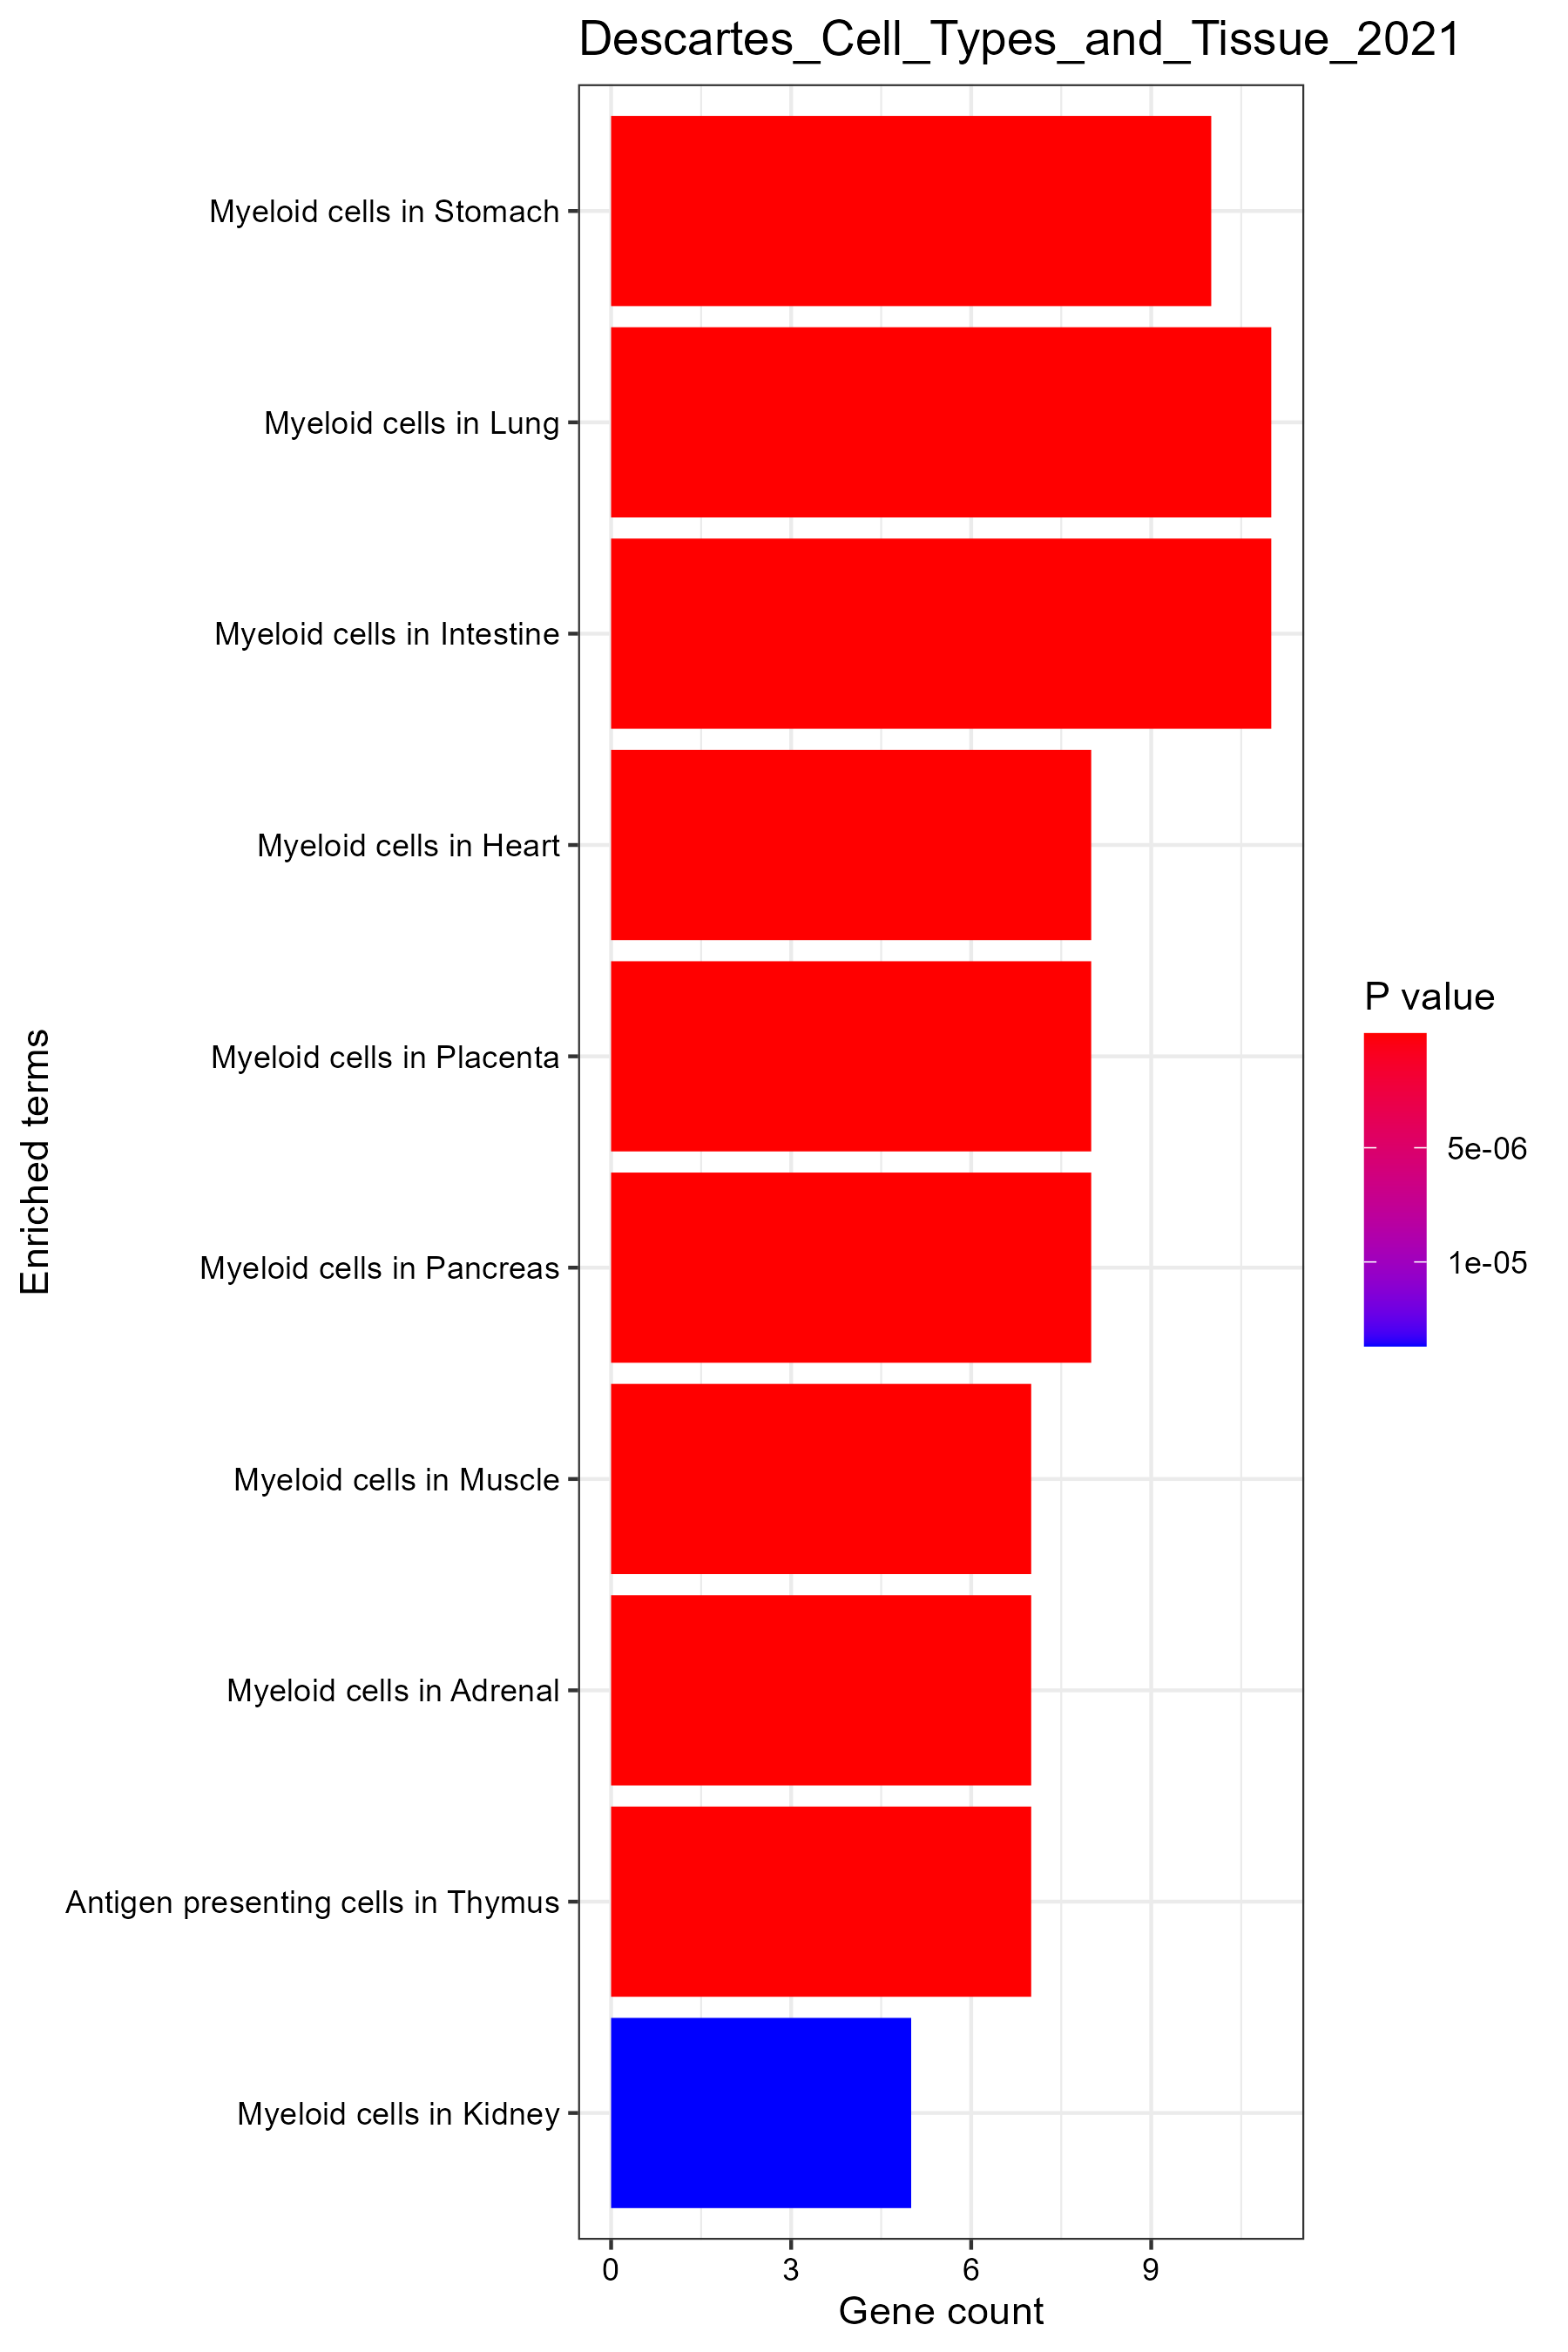 Descartes_Cell_Types_and_Tissue_2021
Enriched terms
Myeloid cells in Stomach
Myeloid cells in Lung
Myeloid cells in Intestine
Myeloid cells in Heart
Myeloid cells in Placenta
Myeloid cells in Pancreas
Myeloid cells in Muscle
Myeloid cells in Adrenal
Antigen presenting cells in Thymus
Myeloid cells in Kidney
0 3 6 9
Gene count
P value
5e-06
1e-05